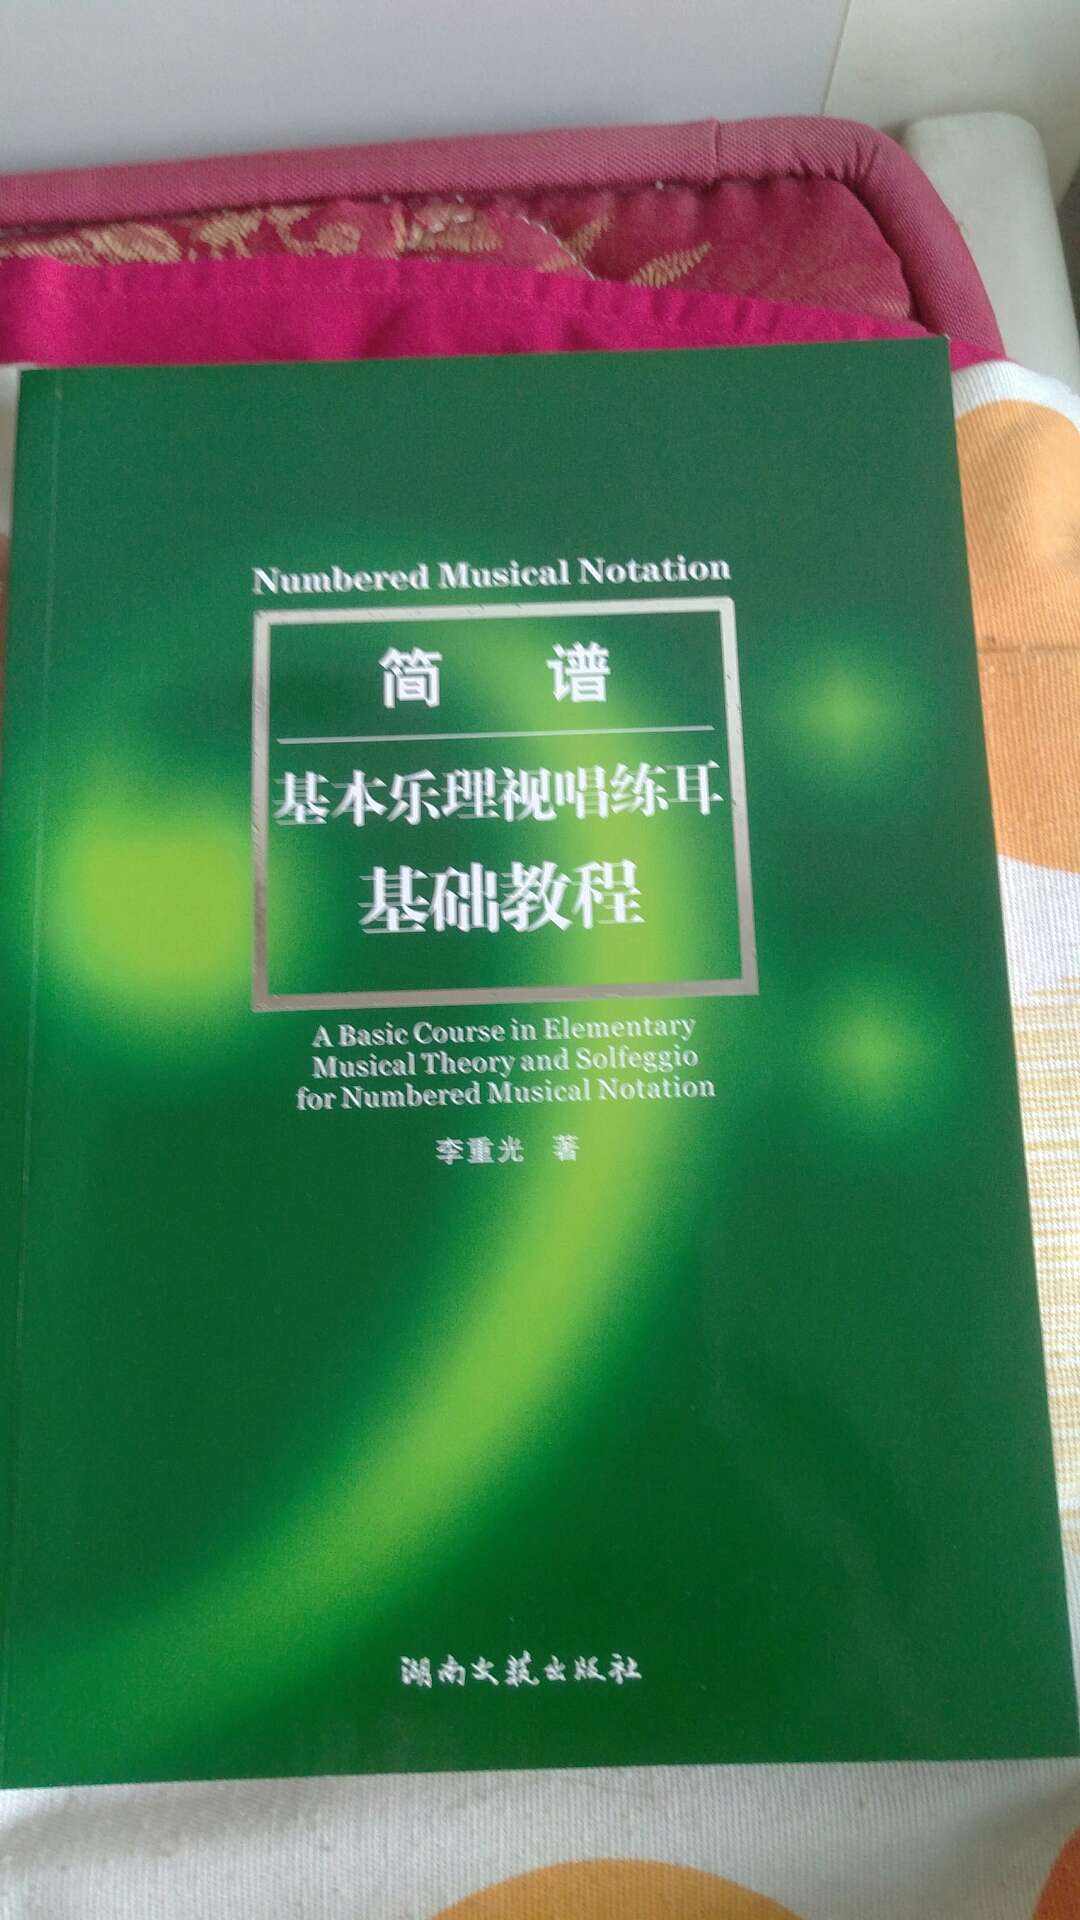 Numbered Musical Notation
简 谱
基本乐理视唱练耳
基础教程
A Basic Course in Elementary
Musical Theory and Solfeggio
for Numbered Musical Notation
李重光 著
湖南文艺出版社